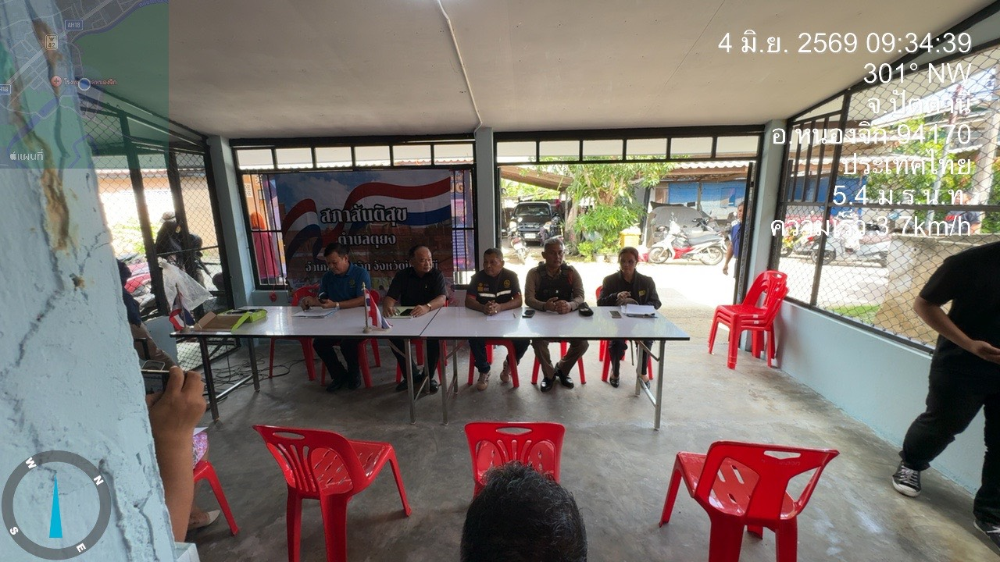 AH18
42
แผนที่
4 มิ.ย. 2569 09:34:39
301° NW
จ.ปัตตานี
อ.หนองจิก 94170
ประเทศไทย
5.4 ม.ร.น.ท.
ความเร็ว 3.7km/h
สภาสันติสุข
ตำบลตุยง
W
N
S
E